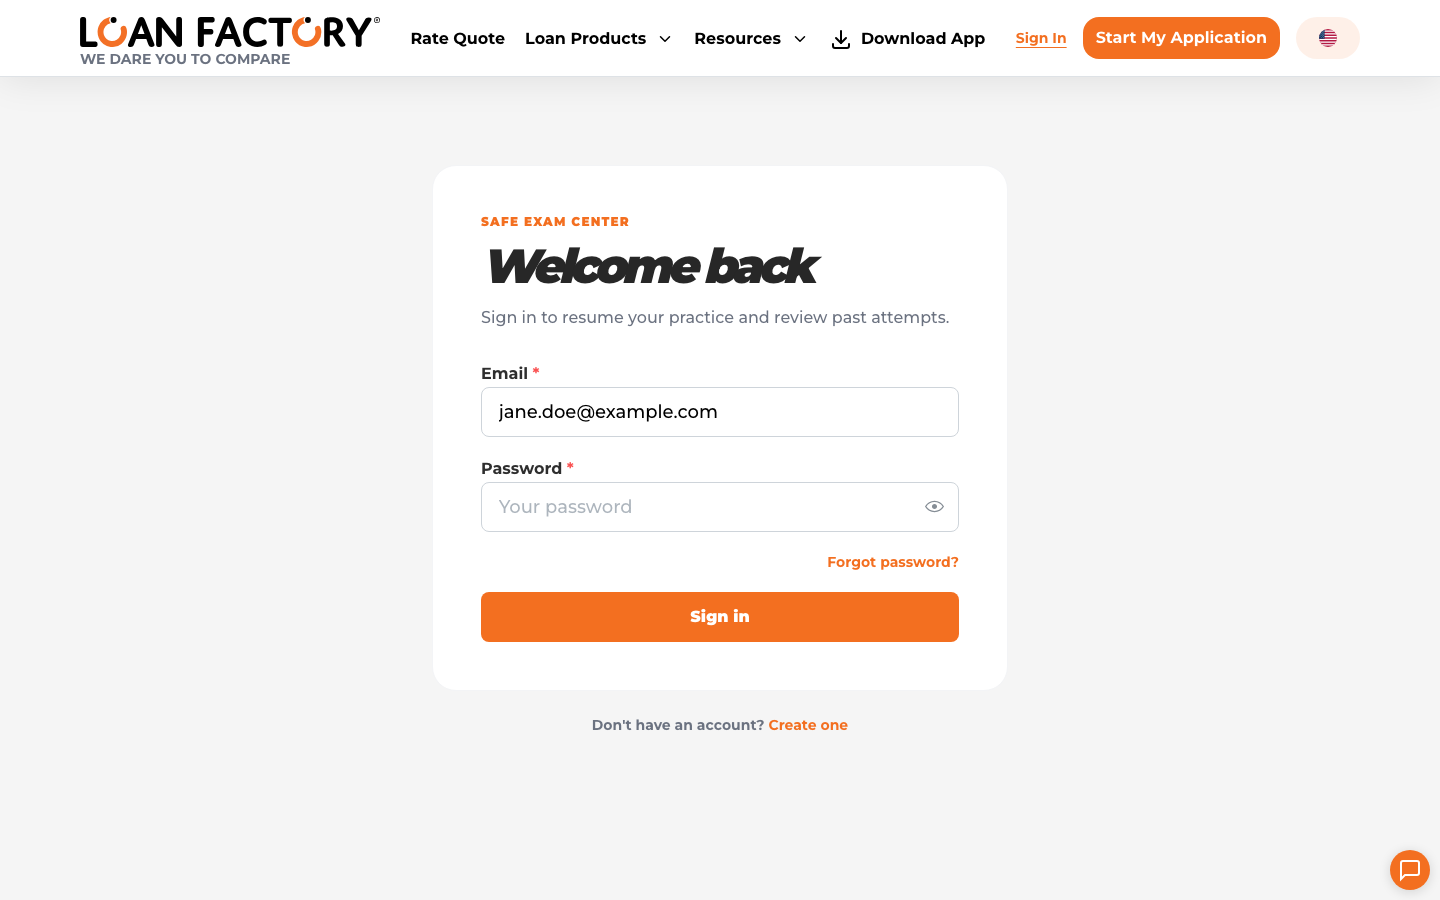 LOAN FACTORY®
WE DARE YOU TO COMPARE
Rate Quote
Loan Products
Resources
Download App
Sign In
Start My Application
SAFE EXAM CENTER
Welcome back
Sign in to resume your practice and review past attempts.
Email *
jane.doe@example.com
Password *
Your password
Forgot password?
Sign in
Don't have an account? Create one